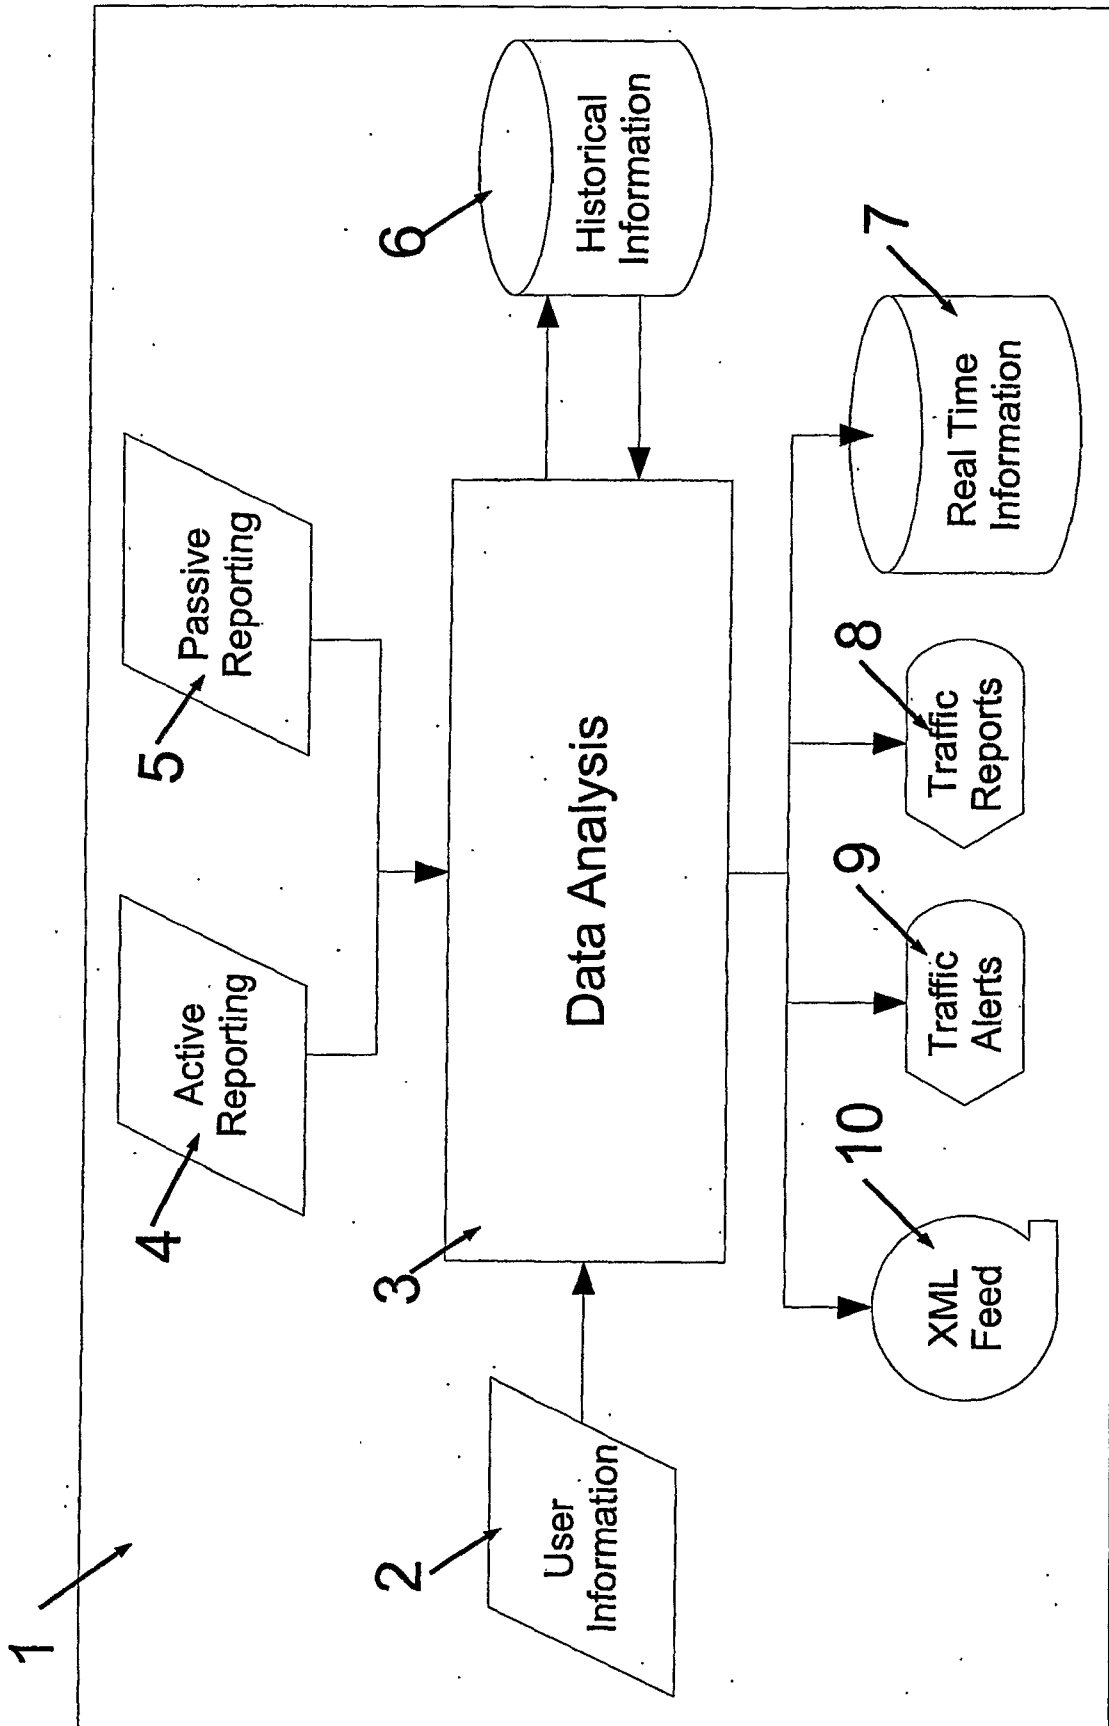 1
4
Active
Reporting
5
Passive
Reporting
2
User
Information
3
Data Analysis
6
Historical
Information
10
XML
Feed
9
Traffic
Alerts
8
Traffic
Reports
7
Real Time
Information